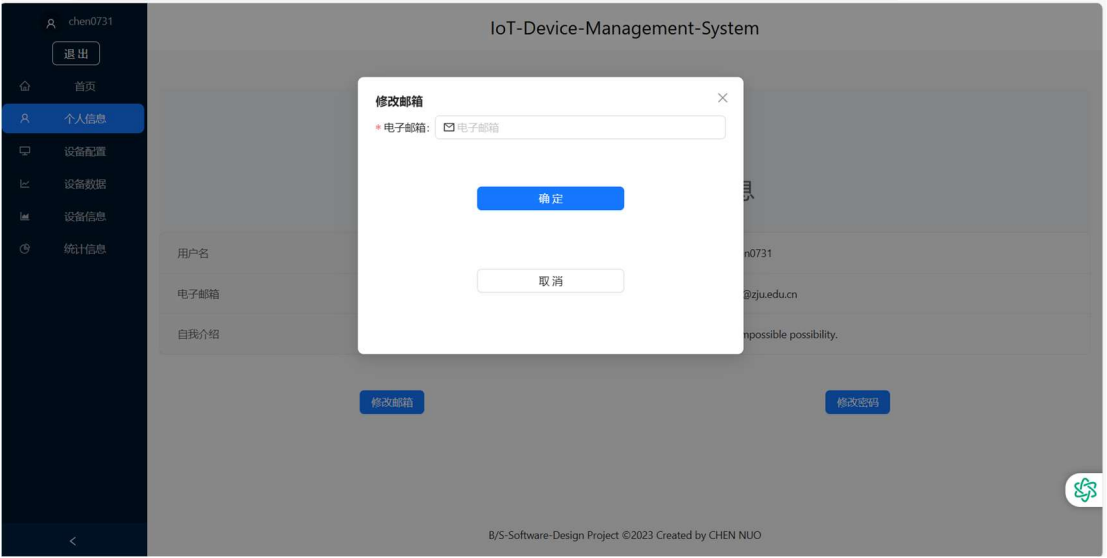 chen0731
退出
首页
个人信息
设备配置
设备数据
设备信息
统计信息
IoT-Device-Management-System
修改邮箱
* 电子邮箱:
电子邮箱
确定
取消
息
用户名
n0731
电子邮箱
@zju.edu.cn
自我介绍
mpossible possibility.
修改邮箱
修改密码
B/S-Software-Design Project ©2023 Created by CHEN NUO